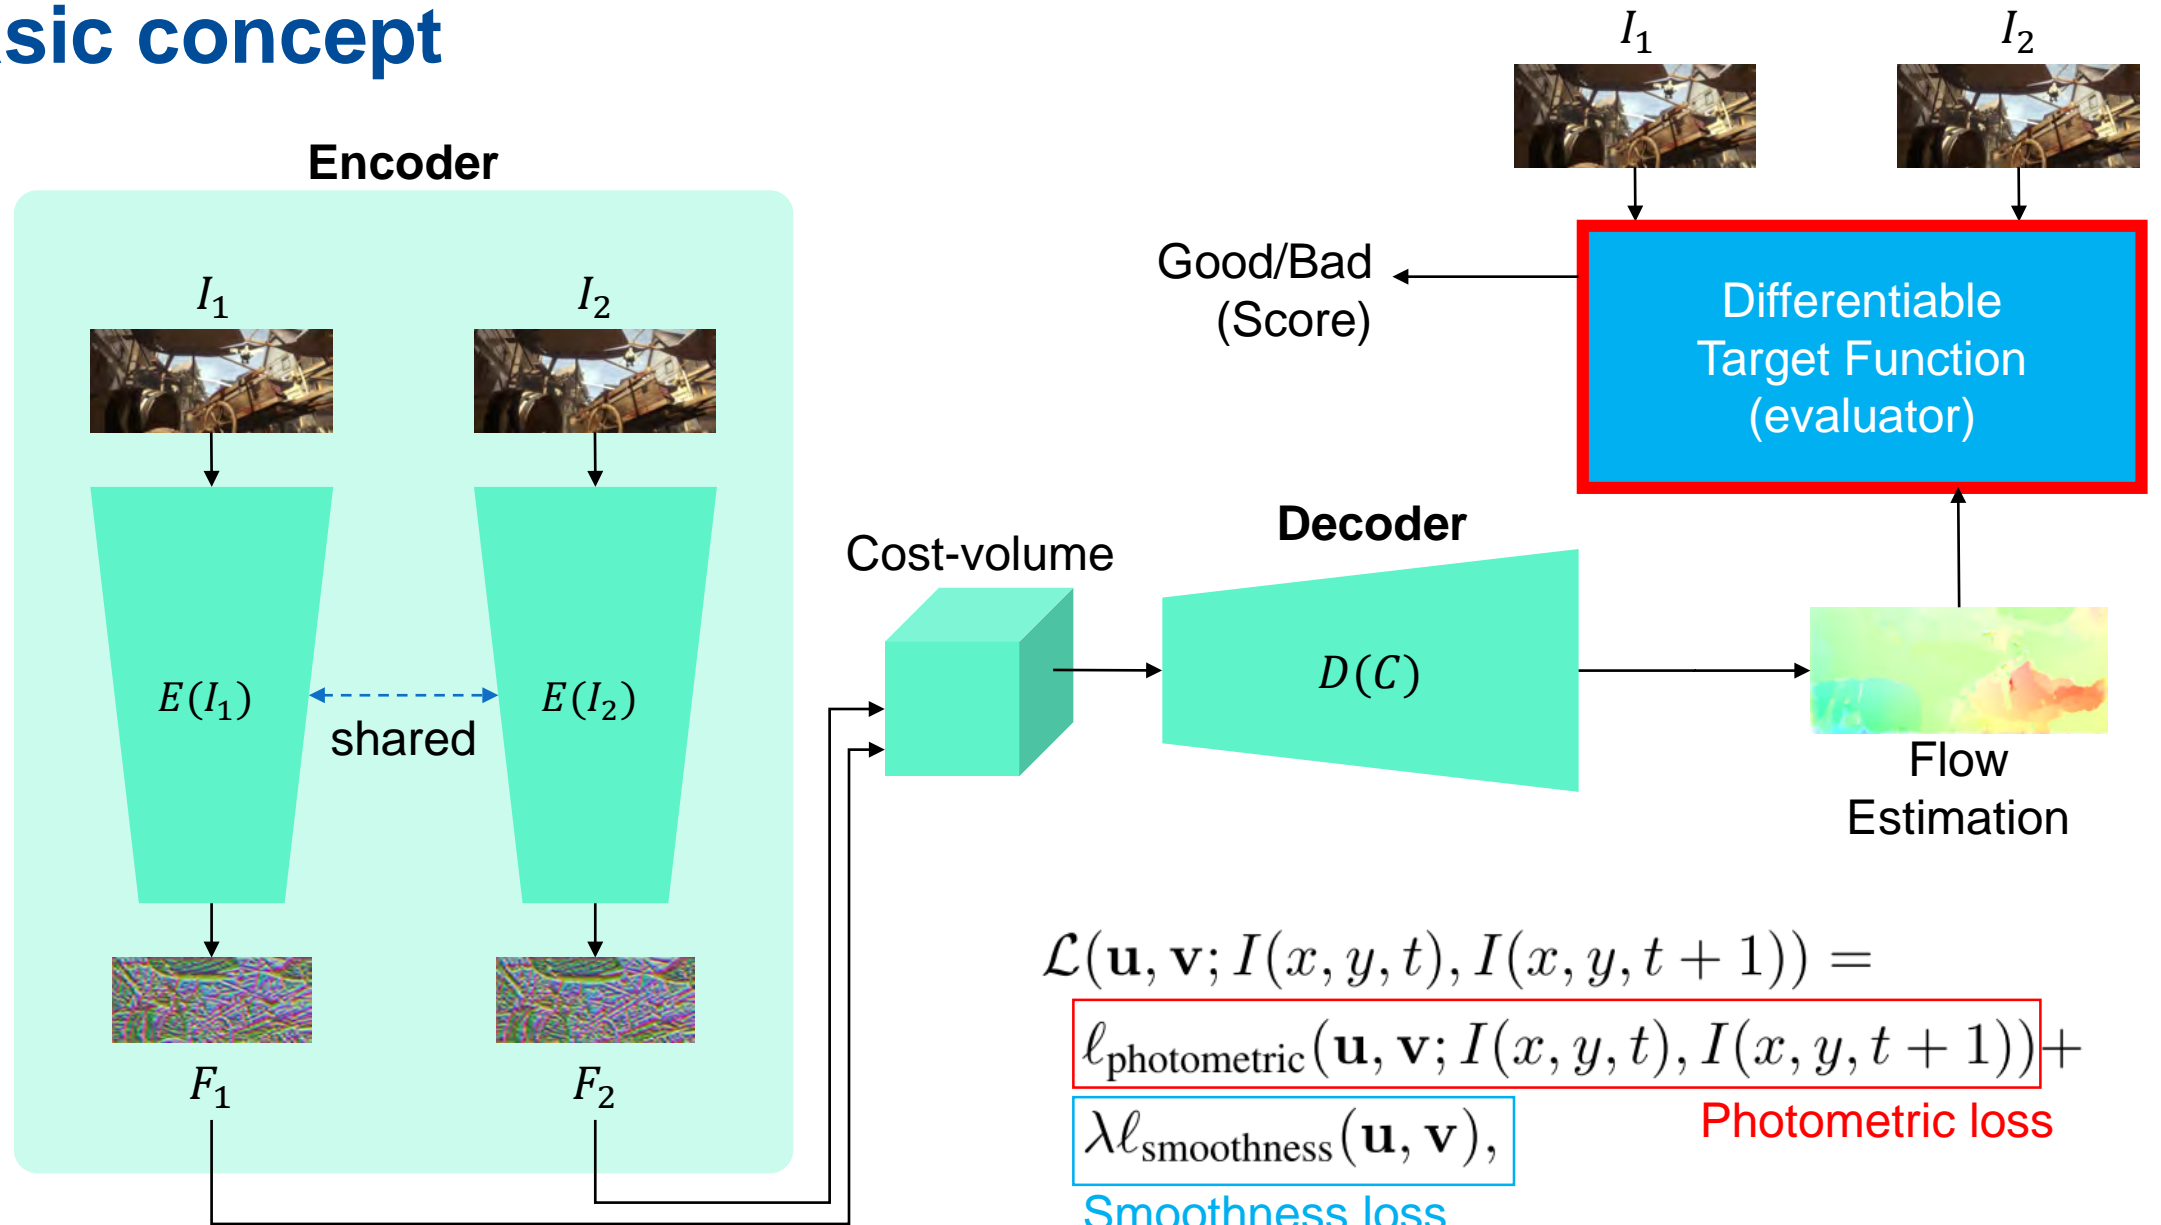 sic concept
Encoder
I₁
I₂
E(I₁)
E(I₂)
shared
F₁
F₂
Cost-volume
Decoder
D(C)
I₁
I₂
Good/Bad
(Score)
Differentiable
Target Function
(evaluator)
Flow
Estimation
ℒ(𝐮, 𝐯; I(x, y, t), I(x, y, t + 1)) =
ℓphotometric(𝐮, 𝐯; I(x, y, t), I(x, y, t + 1))+
Photometric loss
λℓsmoothness(𝐮, 𝐯),
Smoothness loss